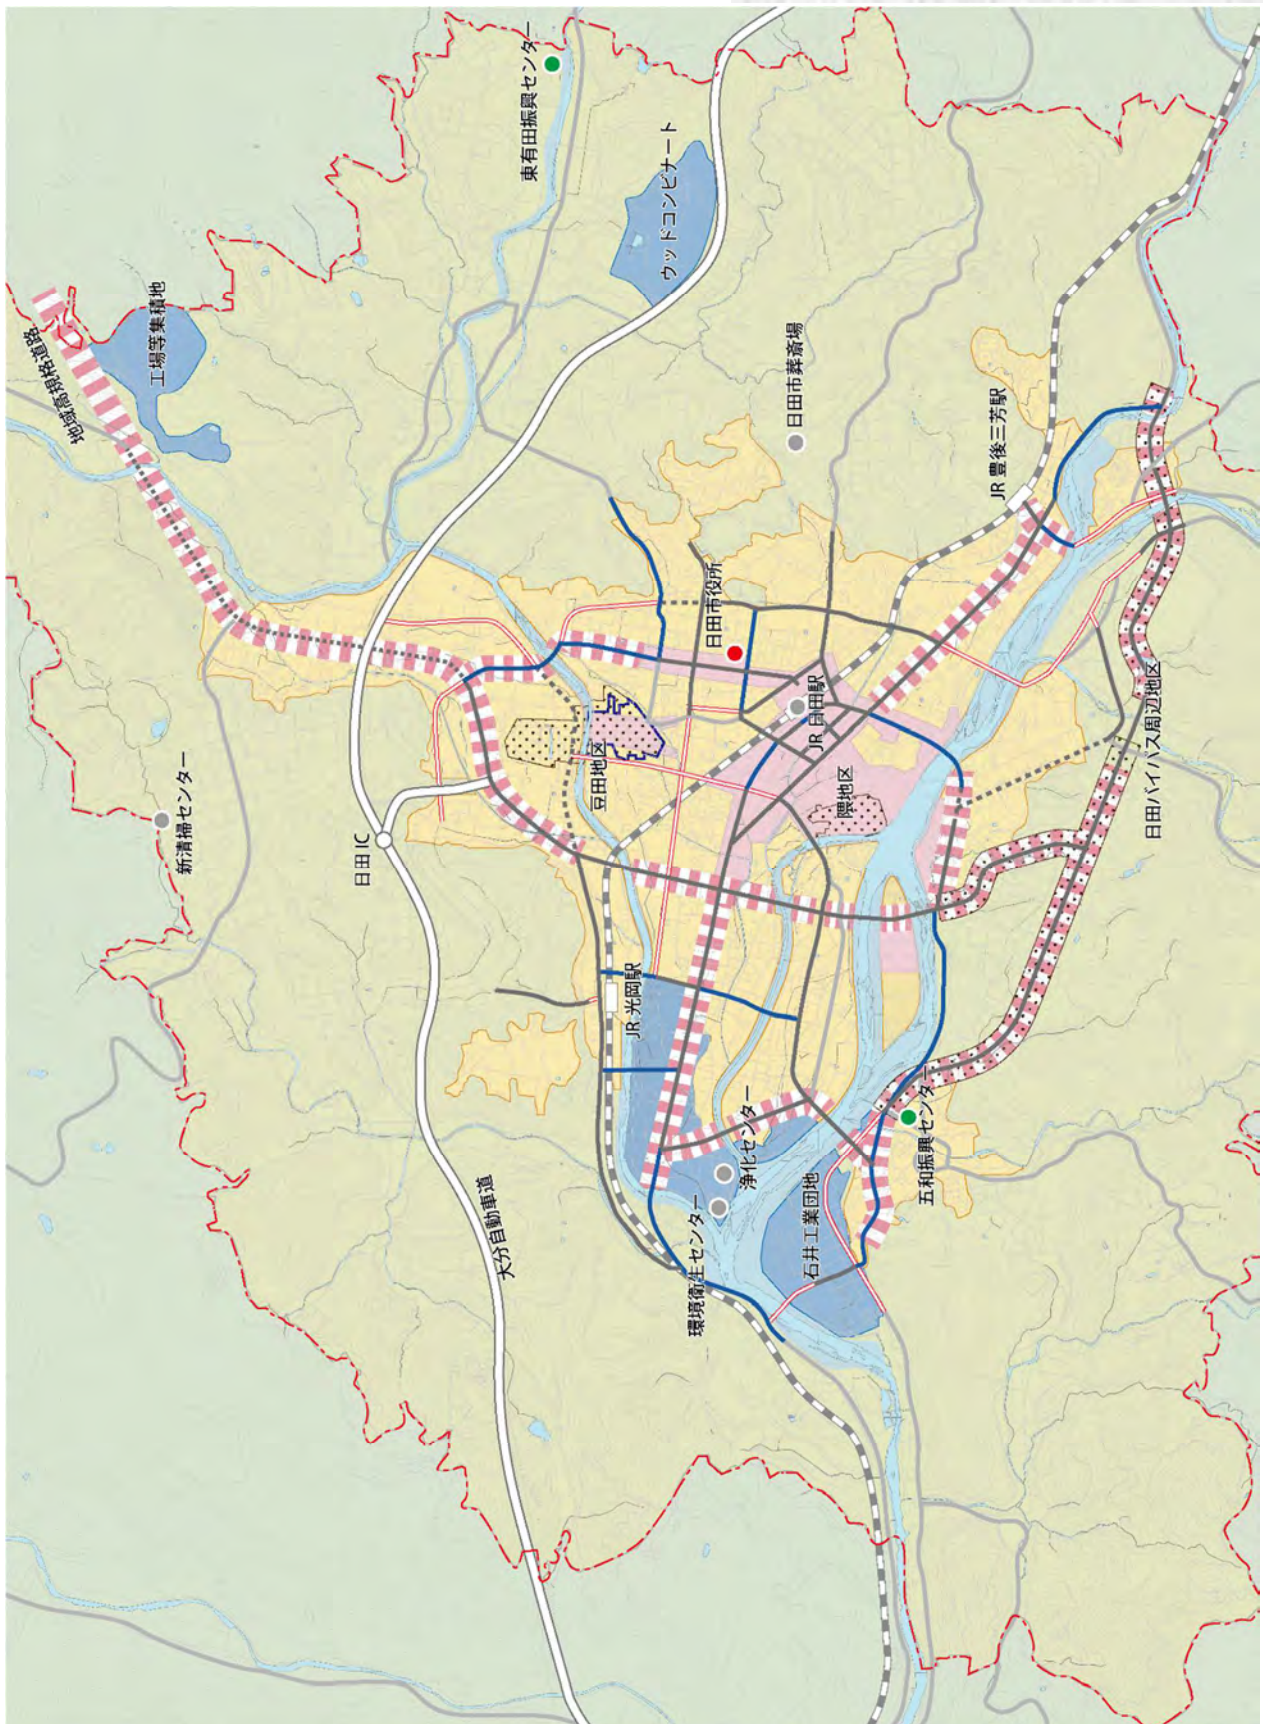 地域高規格道路
工場等集積地
東有田振興センター
ウッドコンビナート
新清掃センター
日田IC
日田市葬斎場
JR 豊後三芳駅
日田市役所
豆田地区
JR 日田駅
隈地区
日田バイパス周辺地区
JR 光岡駅
大分自動車道
浄化センター
環境衛生センター
石井工業団地
五和振興センター